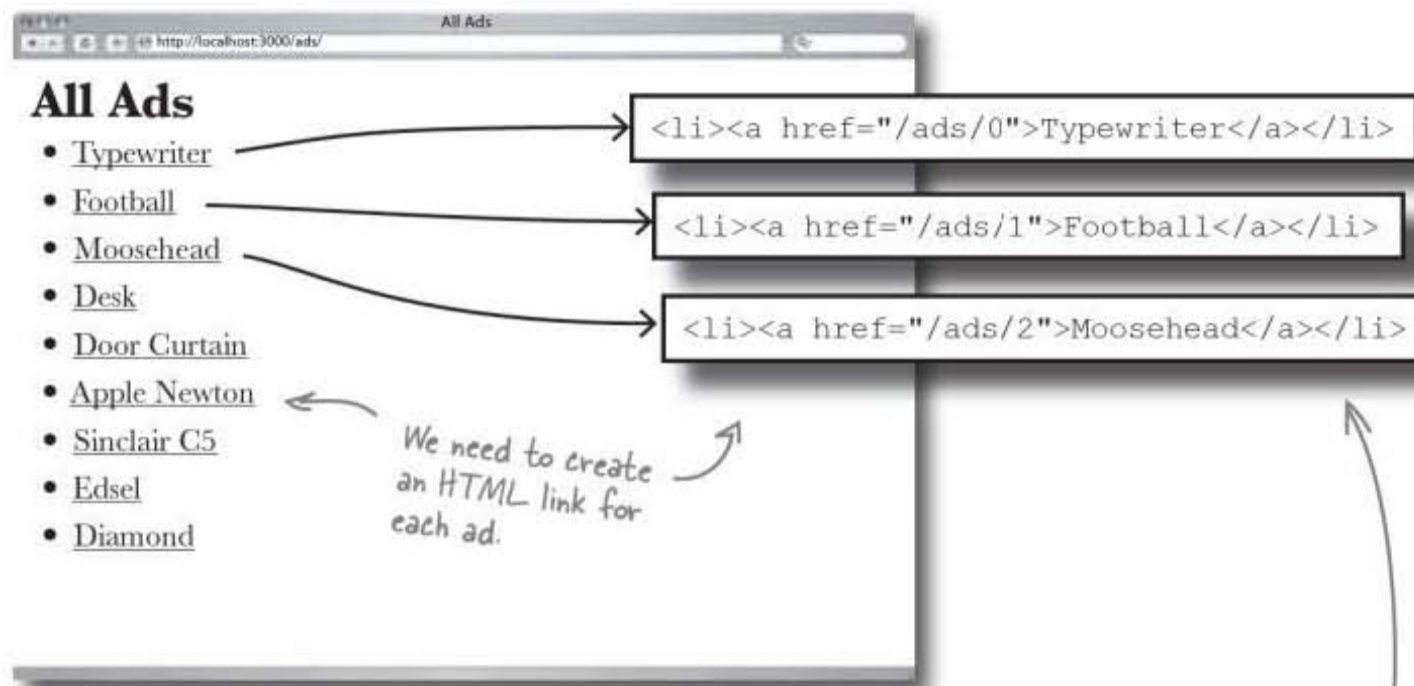 All Ads
http://localhost:3000/ads/
All Ads
• Typewriter
<li><a href="/ads/0">Typewriter</a></li>
• Football
<li><a href="/ads/1">Football</a></li>
• Moosehead
<li><a href="/ads/2">Moosehead</a></li>
• Desk
• Door Curtain
• Apple Newton
• Sinclair C5
• Edsel
• Diamond
We need to create
an HTML link for
each ad.